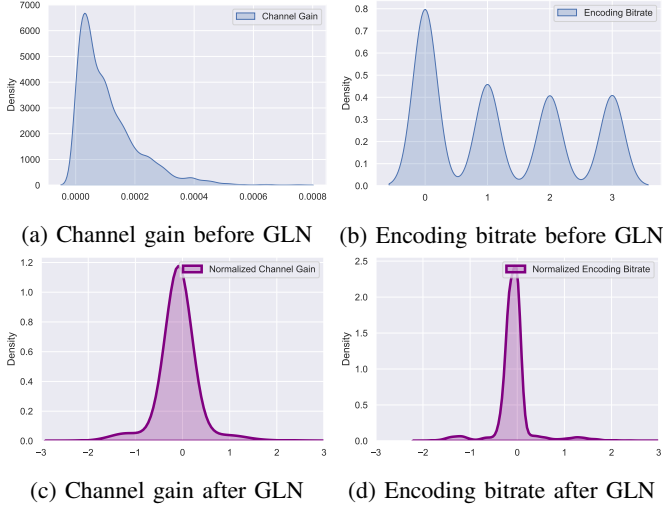 7000
6000
5000
4000
3000
2000
1000
0
Density
Channel Gain
0.0000 0.0002 0.0004 0.0006 0.0008
(a) Channel gain before GLN
0.8
0.7
0.6
0.5
0.4
0.3
0.2
0.1
0.0
Density
Encoding Bitrate
0 1 2 3
(b) Encoding bitrate before GLN
1.2
1.0
0.8
0.6
0.4
0.2
0.0
Density
Normalized Channel Gain
−3 −2 −1 0 1 2 3
(c) Channel gain after GLN
2.5
2.0
1.5
1.0
0.5
0.0
Density
Normalized Encoding Bitrate
−3 −2 −1 0 1 2 3
(d) Encoding bitrate after GLN